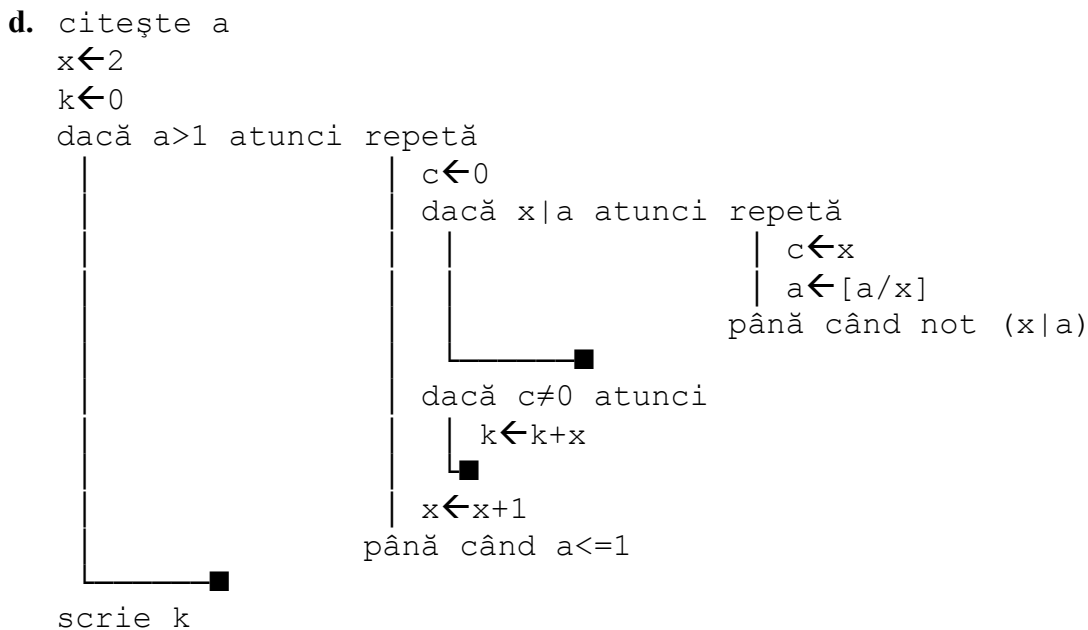 d. citeşte a
x🡨2
k🡨0
dacă a>1 atunci repetă
c🡨0
dacă x|a atunci repetă
c🡨x
a🡨[a/x]
până când not (x|a)
■
dacă c≠0 atunci
k🡨k+x
■
x🡨x+1
până când a<=1
■
scrie k